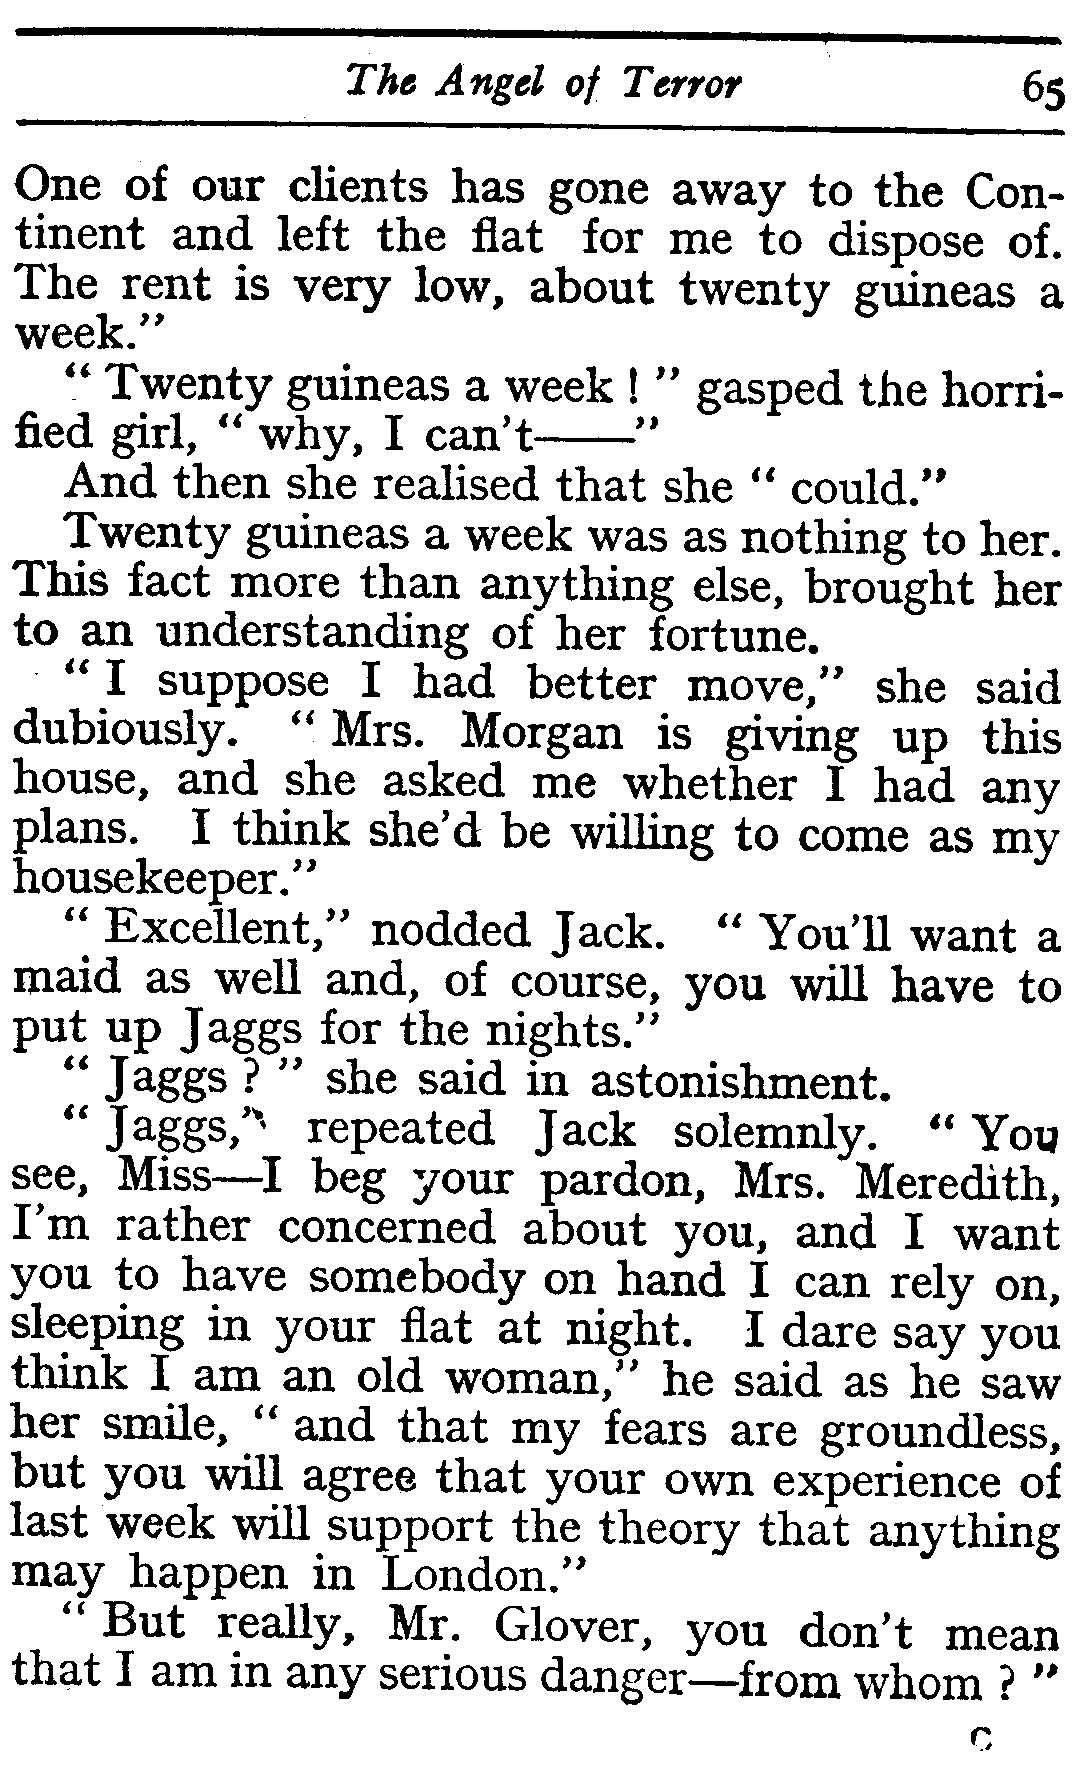 The Angel of Terror 65
One of our clients has gone away to the Con-
tinent and left the flat for me to dispose of.
The rent is very low, about twenty guineas a
week."
" Twenty guineas a week ! " gasped the horri-
fied girl, " why, I can't——"
And then she realised that she " could."
Twenty guineas a week was as nothing to her.
This fact more than anything else, brought her
to an understanding of her fortune.
" I suppose I had better move," she said
dubiously. " Mrs. Morgan is giving up this
house, and she asked me whether I had any
plans. I think she'd be willing to come as my
housekeeper."
" Excellent," nodded Jack. " You'll want a
maid as well and, of course, you will have to
put up Jaggs for the nights."
" Jaggs ? " she said in astonishment.
" Jaggs," repeated Jack solemnly. " You
see, Miss—I beg your pardon, Mrs. Meredith,
I'm rather concerned about you, and I want
you to have somebody on hand I can rely on,
sleeping in your flat at night. I dare say you
think I am an old woman," he said as he saw
her smile, " and that my fears are groundless,
but you will agree that your own experience of
last week will support the theory that anything
may happen in London."
" But really, Mr. Glover, you don't mean
that I am in any serious danger—from whom ? "
C